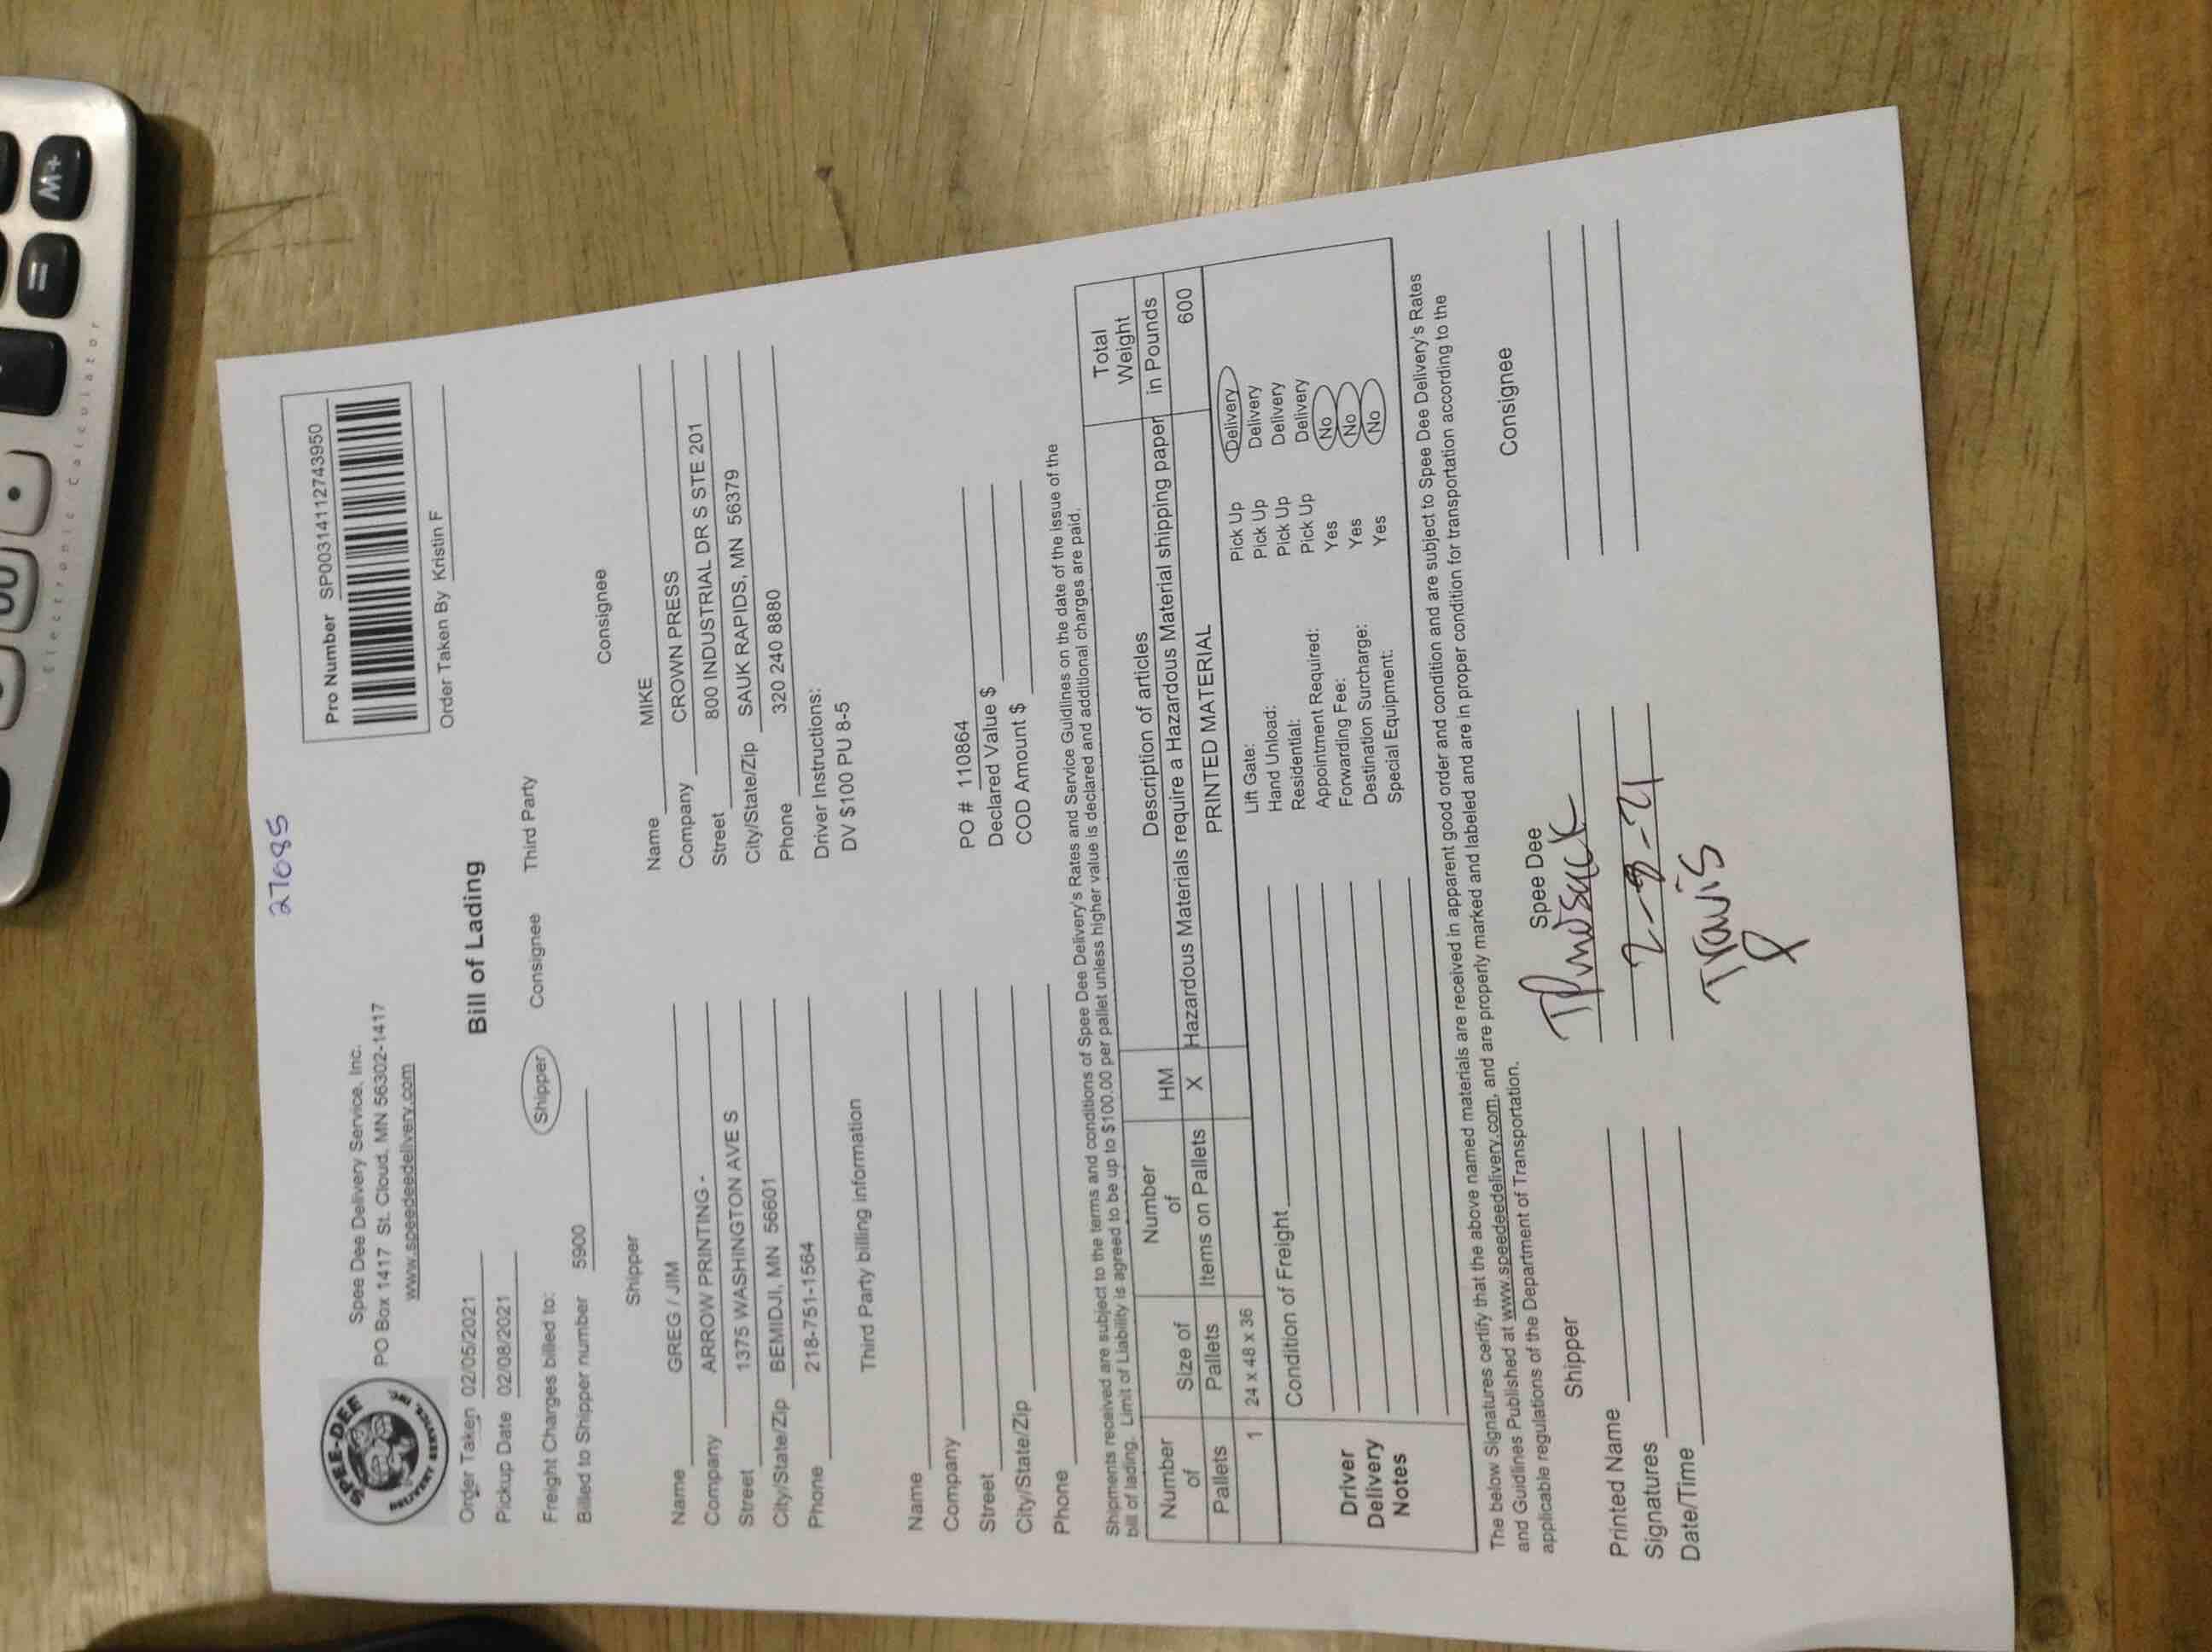 27085
SPEE-DEE
DELIVERY SERVICE, INC.
Spee Dee Delivery Service, Inc.
PO Box 1417 St. Cloud, MN 56302-1417
www.speedeedelivery.com
Pro Number SP00314112743950
Order Taken 02/05/2021
Order Taken By Kristin F
Bill of Lading
Pickup Date 02/08/2021
Freight Charges billed to: Shipper Consignee Third Party
Billed to Shipper number 5900
Shipper
Name GREG / JIM
Company ARROW PRINTING -
Street 1375 WASHINGTON AVE S
City/State/Zip BEMIDJI, MN 56601
Phone 218-751-1564
Consignee
Name MIKE
Company CROWN PRESS
Street 800 INDUSTRIAL DR S STE 201
City/State/Zip SAUK RAPIDS, MN 56379
Phone 320 240 8880
Driver Instructions:
DV $100 PU 8-5
Third Party billing information
Name
Company
Street
City/State/Zip
Phone
PO # 110864
Declared Value $
COD Amount $
Shipments received are subject to the terms and conditions of Spee Dee Delivery's Rates and Service Guidlines on the date of the issue of the
bill of lading. Limit of Liability is agreed to be up to $100.00 per pallet unless higher value is declared and additional charges are paid.
Number of Pallets
Size of Pallets
Number of Items on Pallets
HM
Description of articles
Total Weight in Pounds
X Hazardous Materials require a Hazardous Material shipping paper
1 24 x 48 x 36 PRINTED MATERIAL 600
Condition of Freight
Driver Delivery Notes
Lift Gate: Pick Up Delivery
Hand Unload: Pick Up Delivery
Residential: Pick Up Delivery
Appointment Required: Pick Up Delivery
Forwarding Fee: Yes No
Destination Surcharge: Yes No
Special Equipment: Yes No
The below Signatures certify that the above named materials are received in apparent good order and condition and are subject to Spee Dee Delivery's Rates
and Guidlines Published at www.speedeedelivery.com, and are properly marked and labeled and are in proper condition for transportation according to the
applicable regulations of the Department of Transportation.
Shipper
Spee Dee
Consignee
Printed Name
Signatures
Date/Time
2-8-21
Travis
M+
=
Electronic Calculator